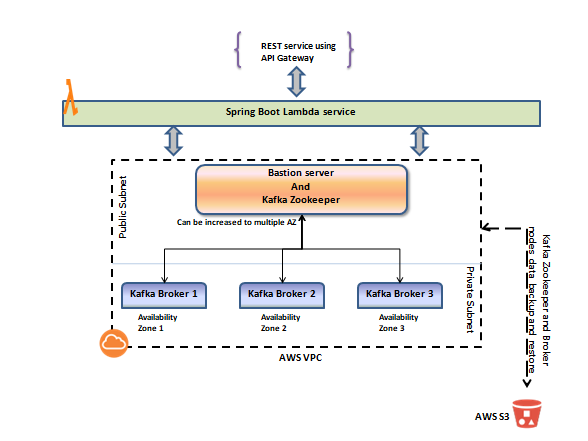 REST service using
API Gateway
Spring Boot Lambda service
Public Subnet
Bastion server
And
Kafka Zookeeper
Can be increased to multiple AZ
Kafka Broker 1
Kafka Broker 2
Kafka Broker 3
Availability
Zone 1
Availability
Zone 2
Availability
Zone 3
Private Subnet
AWS VPC
Kafka Zookeeper and Broker
nodes data backup and restore
AWS S3